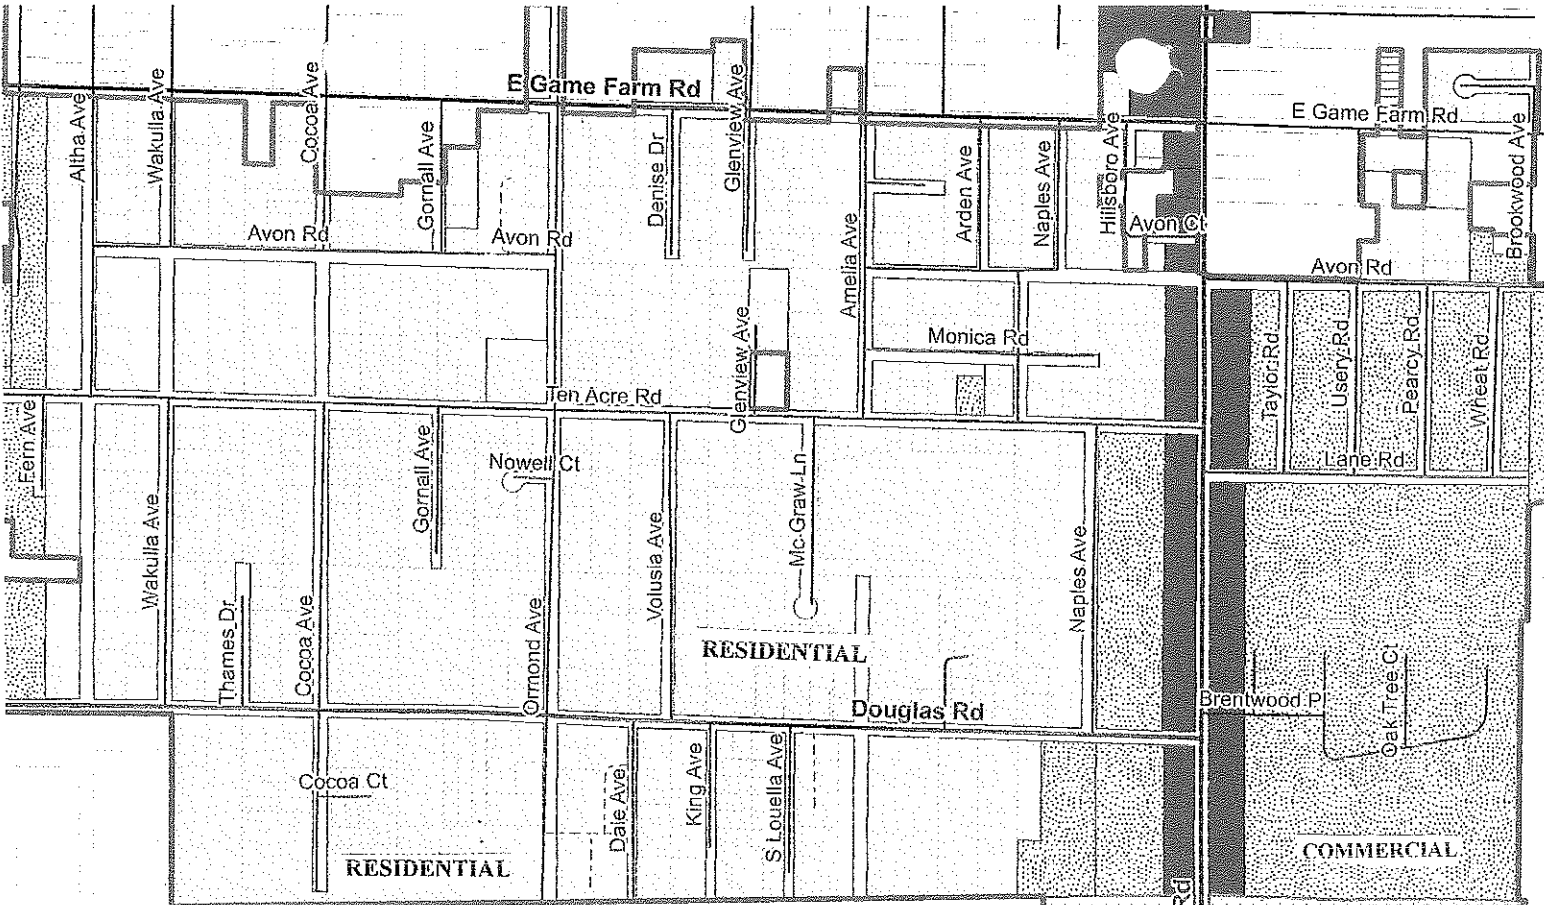 E Game Farm Rd
E Game Farm Rd
Altha Ave
Wakulla Ave
Cocoa Ave
Gornall Ave
Denise Dr
Glenview Ave
Amelia Ave
Arden Ave
Naples Ave
Hillsboro Ave
Brookwood Ave
Avon Rd
Avon Rd
Avon Ct
Avon Rd
Glenview Ave
Monica Rd
Taylor Rd
Usery Rd
Pearcy Rd
Wheat Rd
Ten Acre Rd
Fern Ave
Gornall Ave
Nowell Ct
Mc Graw Ln
Lane Rd
Wakulla Ave
Thames Dr
Cocoa Ave
Ormond Ave
Volusia Ave
Naples Ave
RESIDENTIAL
Douglas Rd
Brentwood P
Oak Tree Ct
Cocoa Ct
Dale Ave
King Ave
S Louella Ave
RESIDENTIAL
COMMERCIAL
Rd